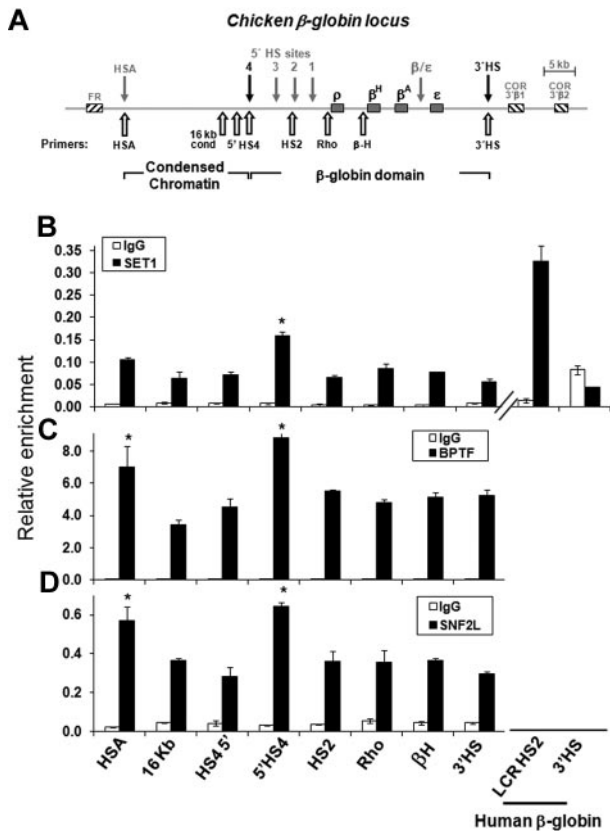 A
Chicken β-globin locus
5´ HS sites
HSA 4 3 2 1 β/ε 3´HS 5 kb
FR ρ βᴴ βᴬ ε COR 3´β1 COR 3´β2
Primers: HSA 16 kb cond 5' HS4 HS2 Rho β-H 3´HS
Condensed Chromatin β-globin domain
B
IgG
SET1
0.35
0.30
0.25
0.20
0.15
0.10
0.05
0.00
*
C
IgG
BPTF
8.0
6.0
4.0
2.0
0.0
* *
D
IgG
SNF2L
0.6
0.4
0.2
0.0
* *
Relative enrichment
HSA 16 Kb HS4 5' 5'HS4 HS2 Rho βH 3'HS LCR HS2 3'HS
Human β-globin